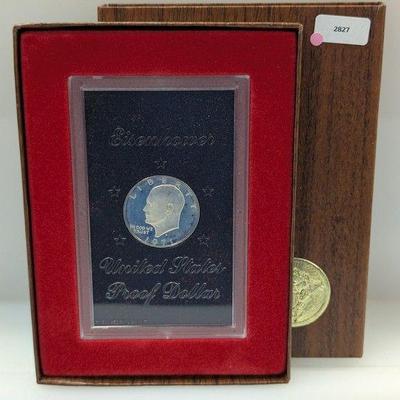 2827
Eisenhower
LIBERTY
IN GOD WE
TRUST
1971
United States
Proof Dollar